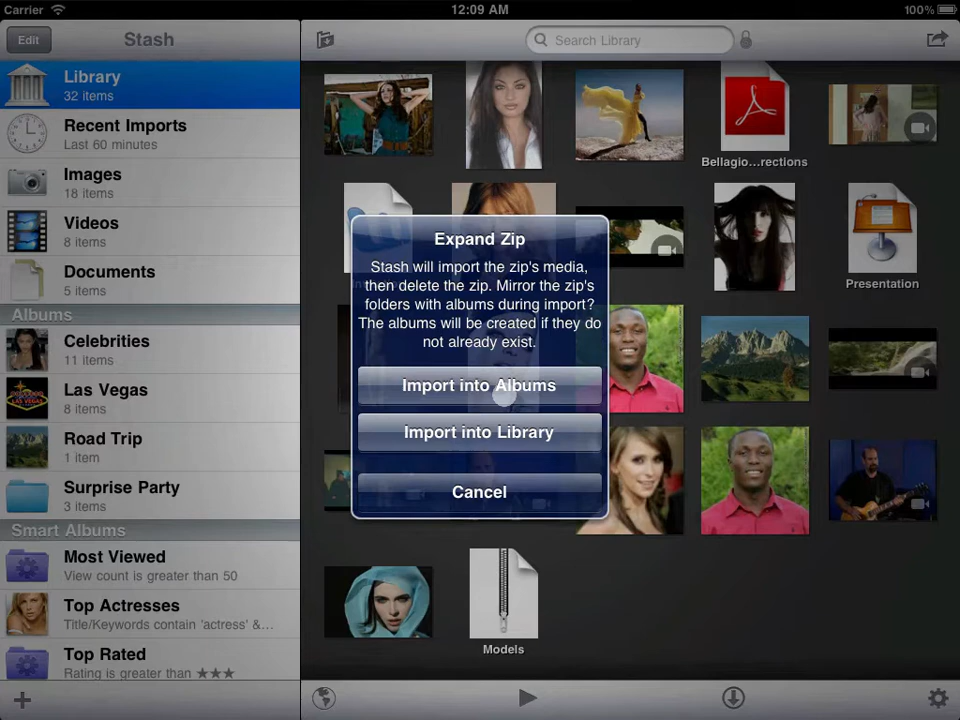 Carrier 12:09 AM 100%
Edit Stash Search Library
Library
32 items
Recent Imports
Last 60 minutes
Images
18 items
Videos
8 items
Documents
5 items
Albums
Celebrities
11 items
Las Vegas
8 items
Road Trip
1 item
Surprise Party
3 items
Smart Albums
Most Viewed
View count is greater than 50
Top Actresses
Title/Keywords contain 'actress' &...
Top Rated
Rating is greater than ★★★
Bellagio...rections
Presentation
Expand Zip
Stash will import the zip's media,
then delete the zip. Mirror the zip's
folders with albums during import?
The albums will be created if they do
not already exist.
Import into Albums
Import into Library
Cancel
Models